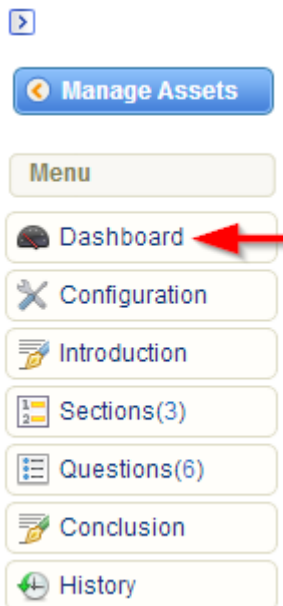 Manage Assets
Menu
Dashboard
Configuration
Introduction
Sections(3)
Questions(6)
Conclusion
History